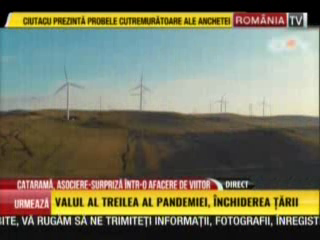 CIUTACU PREZINTĂ PROBELE CUTREMURĂTOARE ALE ANCHETEI
ROMÂNIA TV
CATARAMĂ, ASOCIERE-SURPRIZĂ ÎNTR-O AFACERE DE VIITOR
DIRECT
URMEAZĂ
VALUL AL TREILEA AL PANDEMIEI, ÎNCHIDEREA ȚĂRII
VĂ RUGĂM SĂ NE TRIMITEȚI INFORMAȚII, FOTOGRAFII,